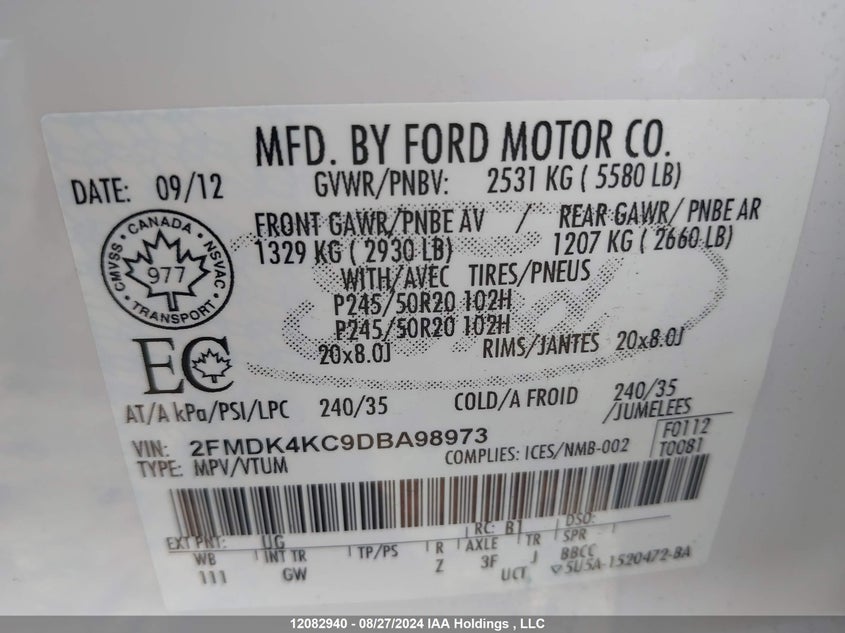 MFD. BY FORD MOTOR CO.
DATE: 09/12 GVWR/PNBV: 2531 KG ( 5580 LB)
FRONT GAWR/PNBE AV / REAR GAWR/ PNBE AR
1329 KG ( 2930 LB) 1207 KG ( 2660 LB)
CANADA
CMVSS 977 NSVAC
TRANSPORT
WITH/AVEC TIRES/PNEUS
P245/50R20 102H
P245/50R20 102H
20x8.0J RIMS/JANTES 20x8.0J
EC
AT/A kPa/PSI/LPC 240/35 COLD/A FROID 240/35
/JUMELEES
VIN: 2FMDK4KC9DBA98973 F0112
TYPE: MPV/VTUM COMPLIES: ICES/NMB-002 T0081
EXT PNT: UG RC: B1 DSO:
WB INT TR TP/PS R AXLE TR SPR
111 GW Z 3F J BBCC
UCT 5U5A-1520472-BA
12082940 - 08/27/2024 IAA Holdings , LLC